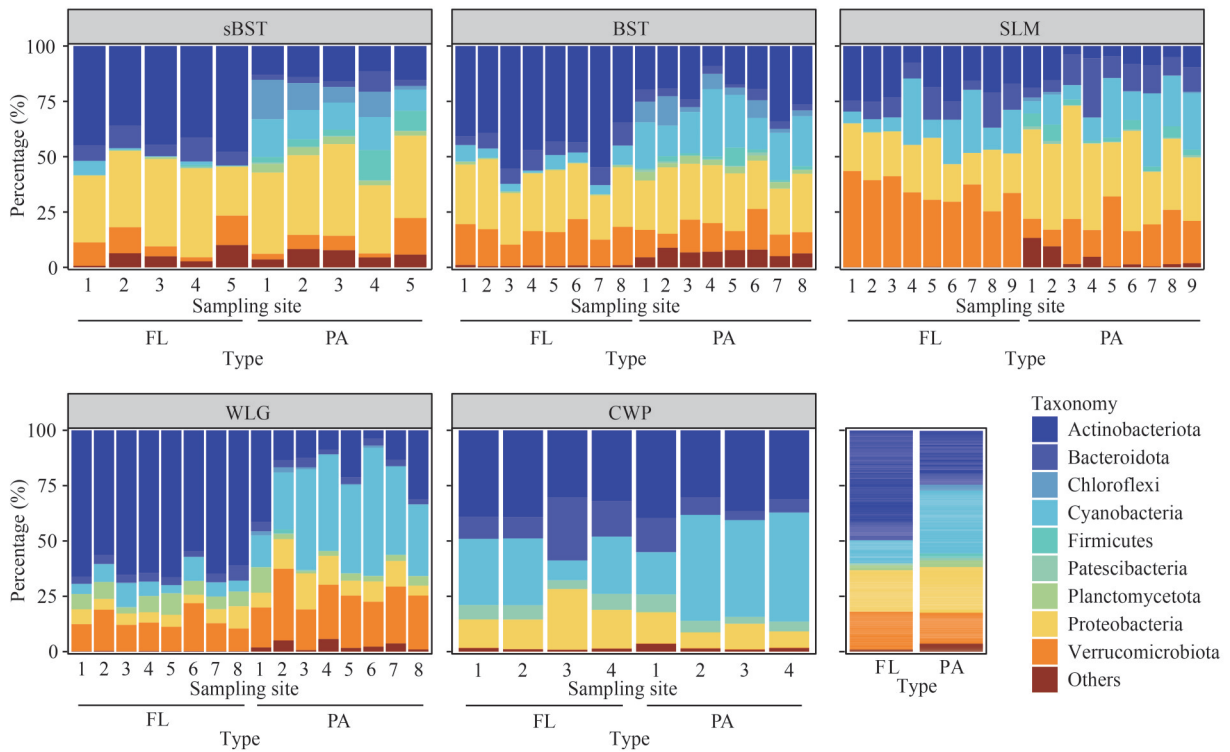 sBST
BST
SLM
Percentage (%)
100
75
50
25
0
1 2 3 4 5 1 2 3 4 5
Sampling site
FL PA
Type
1 2 3 4 5 6 7 8 1 2 3 4 5 6 7 8
Sampling site
FL PA
Type
1 2 3 4 5 6 7 8 9 1 2 3 4 5 6 7 8 9
Sampling site
FL PA
Type
WLG
CWP
Percentage (%)
100
75
50
25
0
1 2 3 4 5 6 7 8 1 2 3 4 5 6 7 8
Sampling site
FL PA
Type
1 2 3 4 1 2 3 4
Sampling site
FL PA
Type
FL PA
Type
Taxonomy
Actinobacteriota
Bacteroidota
Chloroflexi
Cyanobacteria
Firmicutes
Patescibacteria
Planctomycetota
Proteobacteria
Verrucomicrobiota
Others